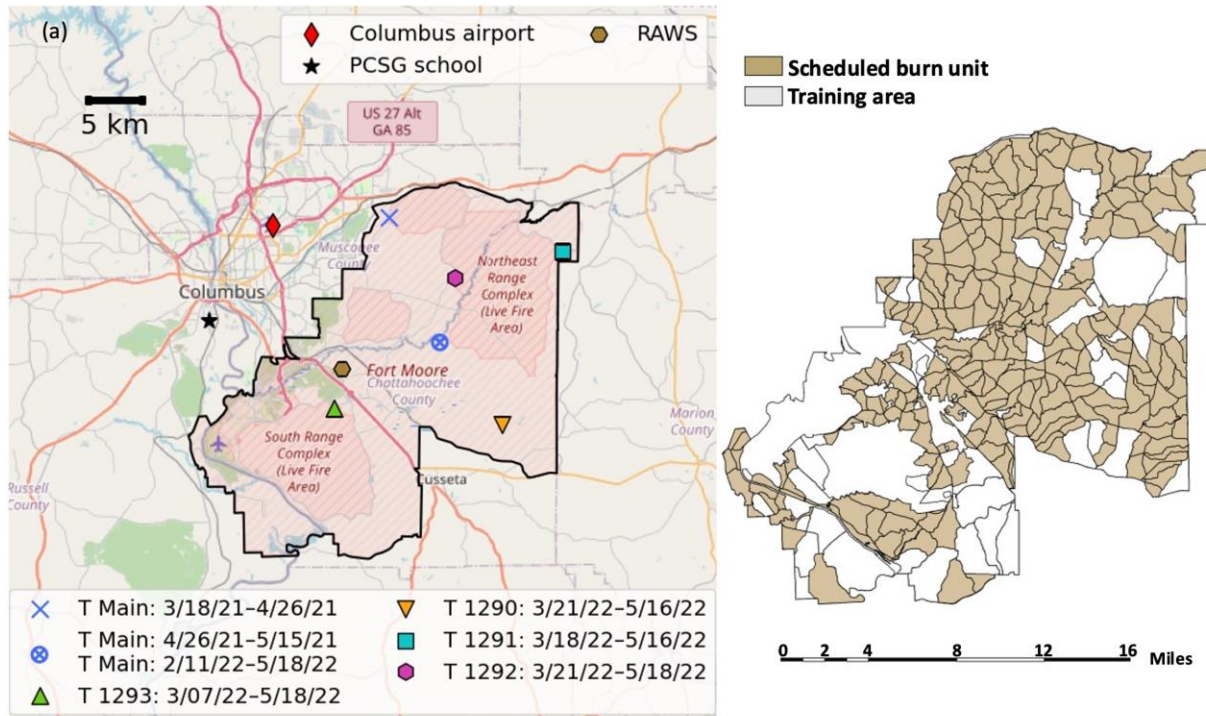 (a)
Columbus airport
RAWS
PCSG school
5 km
US 27 Alt
GA 85
Muscogee
County
Columbus
Northeast
Range
Complex
(Live Fire
Area)
Fort Moore
Chattahoochee
County
Marion
County
South Range
Complex
(Live Fire
Area)
Cusseta
Russell
County
T Main: 3/18/21–4/26/21
T Main: 4/26/21–5/15/21
T Main: 2/11/22–5/18/22
T 1293: 3/07/22–5/18/22
T 1290: 3/21/22–5/16/22
T 1291: 3/18/22–5/16/22
T 1292: 3/21/22–5/18/22
Scheduled burn unit
Training area
0 2 4 8 12 16
Miles